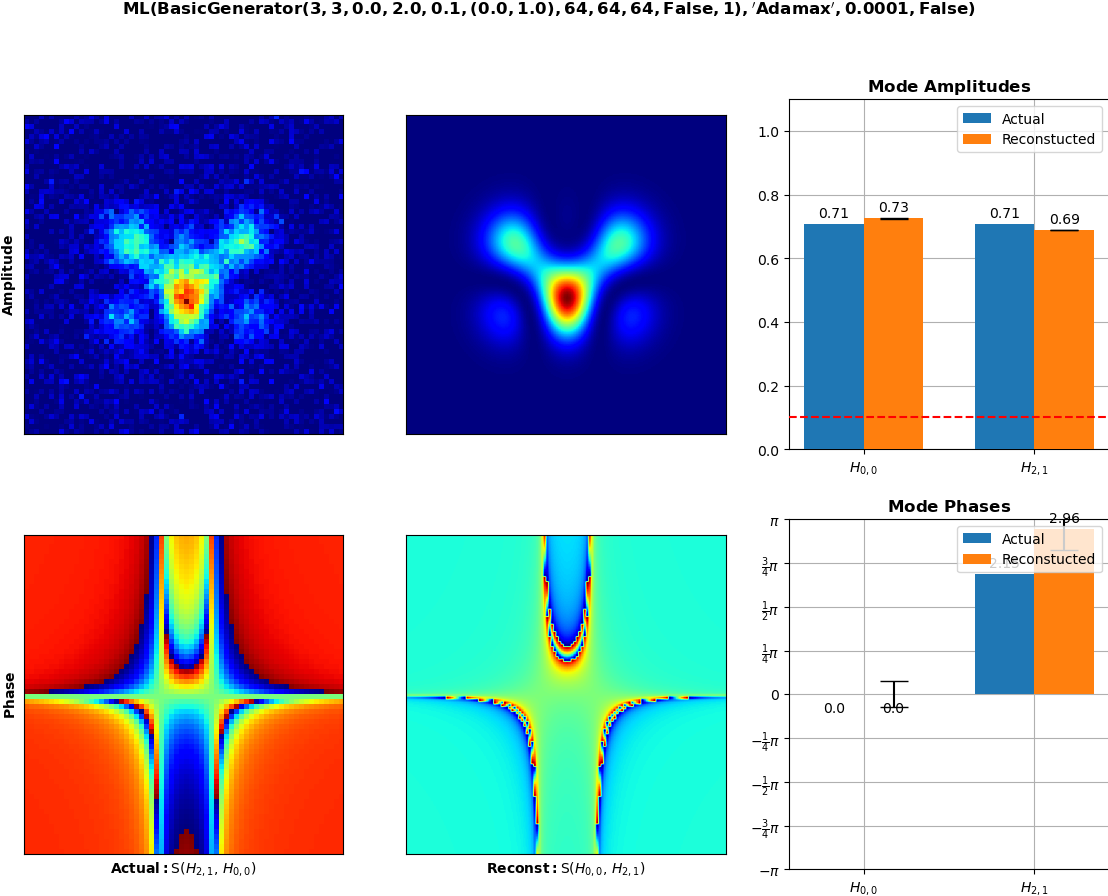 ML(BasicGenerator(3, 3, 0.0, 2.0, 0.1, (0.0, 1.0), 64, 64, 64, False, 1), ′Adamax′, 0.0001, False)
Amplitude
Mode Amplitudes
Actual
Reconstucted
1.0
0.8
0.6
0.4
0.2
0.0
0.71
0.73
0.71
0.69
H0,0
H2,1
Phase
Actual: S(H2,1, H0,0)
Reconst: S(H0,0, H2,1)
Mode Phases
Actual
Reconstucted
π
3/4π
1/2π
1/4π
0
−1/4π
−1/2π
−3/4π
−π
0.0
0.0
2.96
H0,0
H2,1